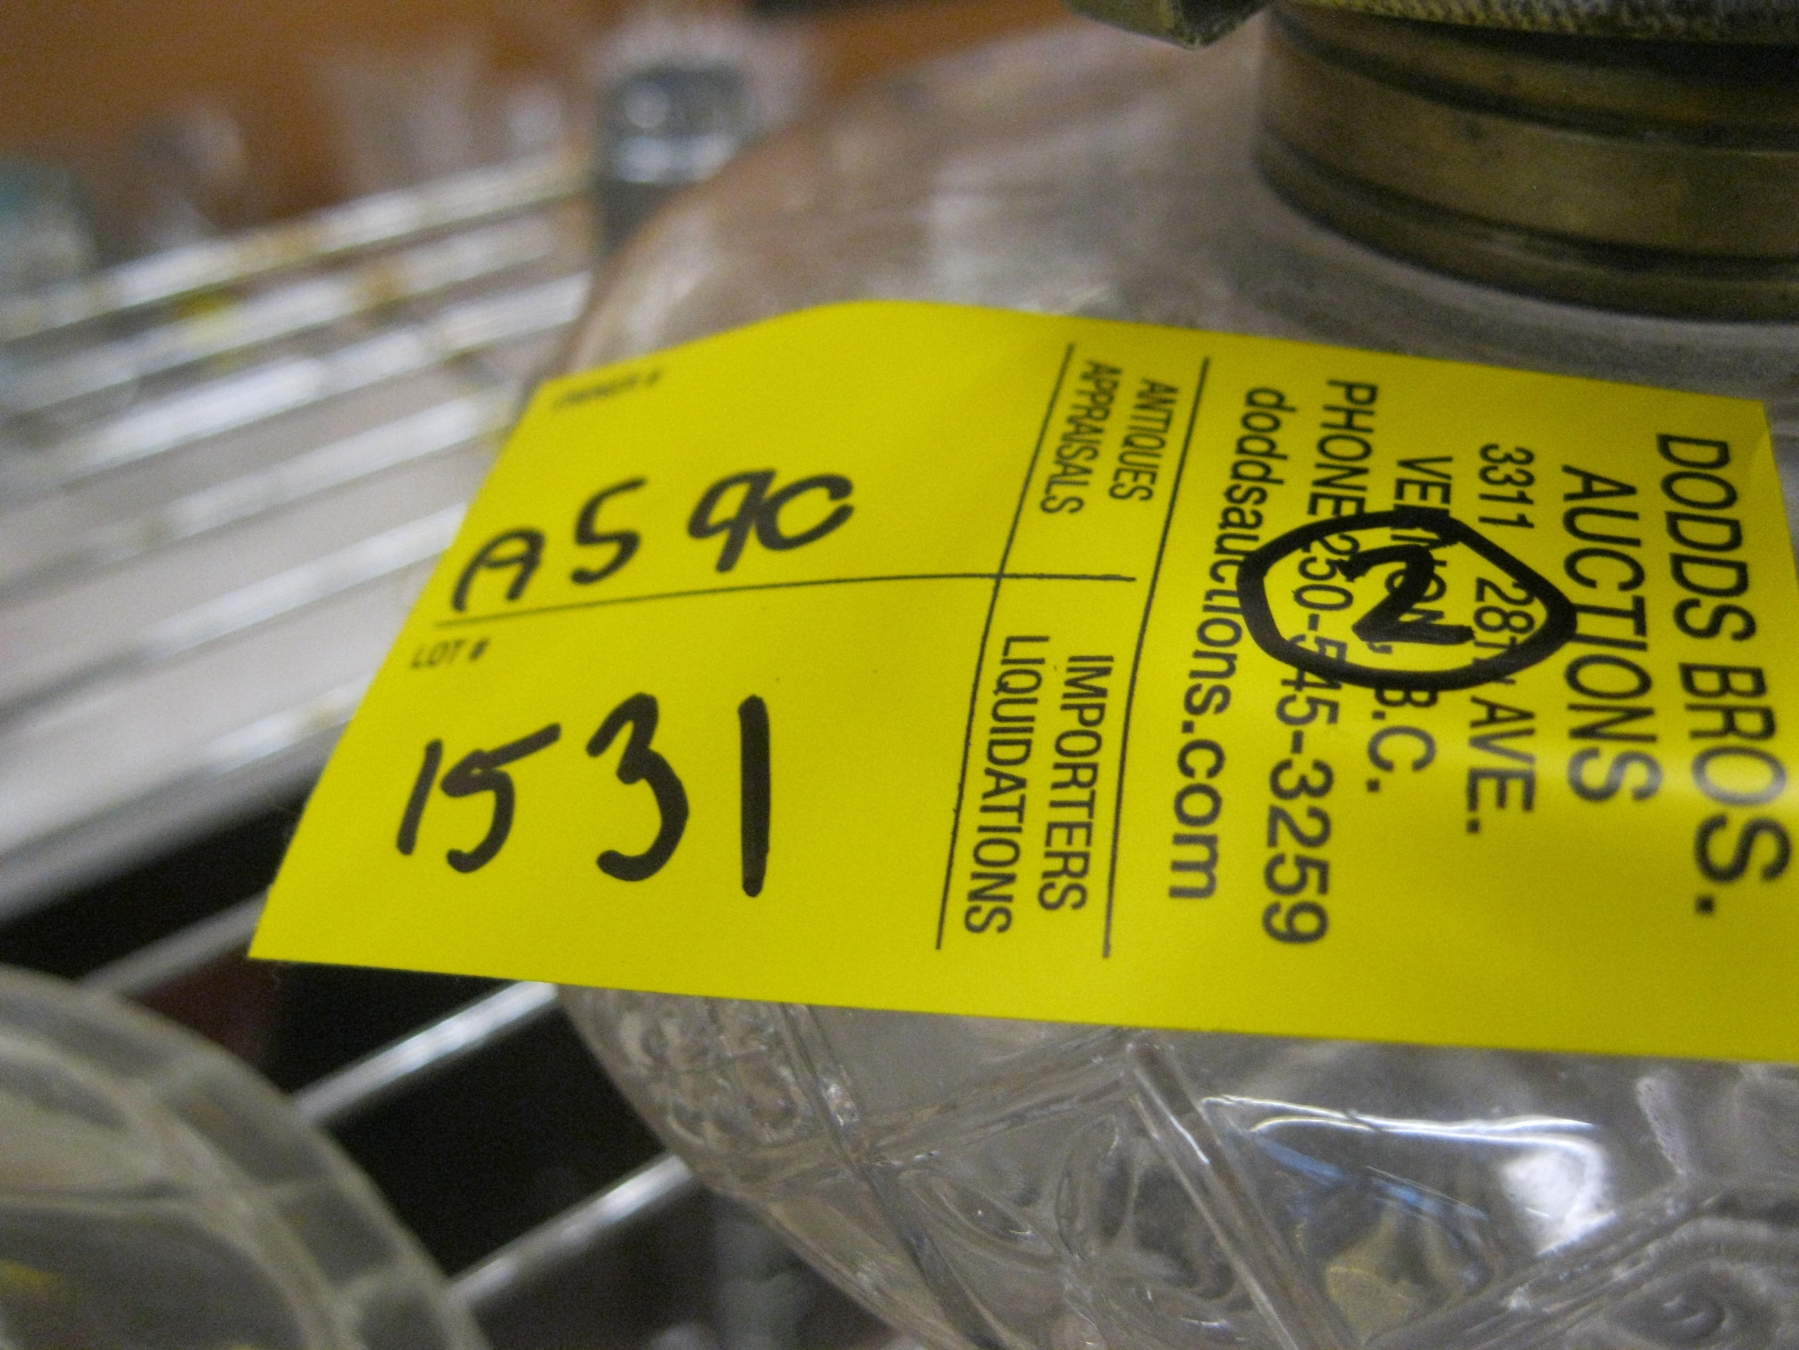 DODDS BROS.
AUCTIONS
3311 28TH AVE.
VERNON, B.C.
PHONE 250-545-3259
doddsauctions.com
2
ANTIQUES
APPRAISALS
IMPORTERS
LIQUIDATIONS
A590
LOT #
1531